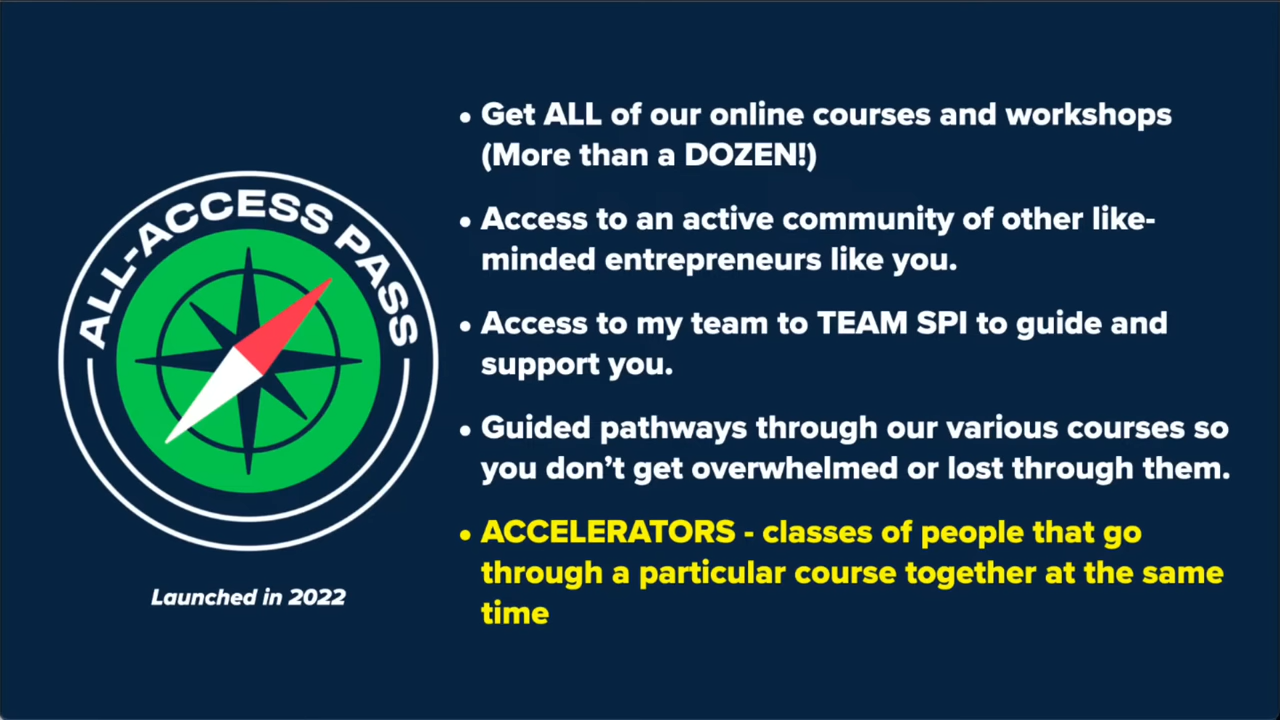 ALL-ACCESS PASS
Launched in 2022
• Get ALL of our online courses and workshops
(More than a DOZEN!)
• Access to an active community of other like-
minded entrepreneurs like you.
• Access to my team to TEAM SPI to guide and
support you.
• Guided pathways through our various courses so
you don’t get overwhelmed or lost through them.
• ACCELERATORS - classes of people that go
through a particular course together at the same
time